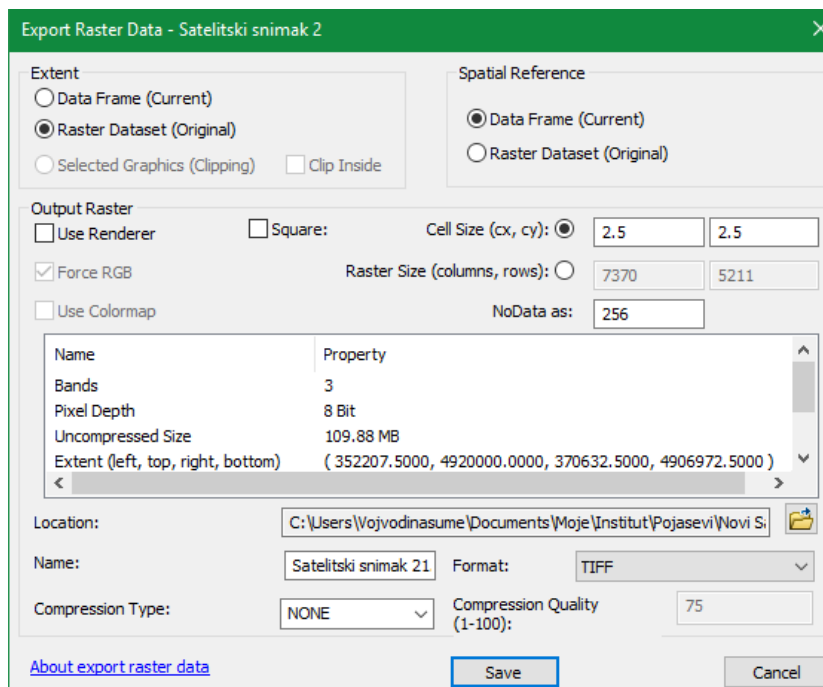 Export Raster Data - Satelitski snimak 2
Extent
Data Frame (Current)
Raster Dataset (Original)
Selected Graphics (Clipping) Clip Inside
Spatial Reference
Data Frame (Current)
Raster Dataset (Original)
Output Raster
Use Renderer Square: Cell Size (cx, cy): 2.5 2.5
Force RGB Raster Size (columns, rows): 7370 5211
Use Colormap NoData as: 256
Name Property
Bands 3
Pixel Depth 8 Bit
Uncompressed Size 109.88 MB
Extent (left, top, right, bottom) ( 352207.5000, 4920000.0000, 370632.5000, 4906972.5000 )
Location: C:\Users\Vojvodinasume\Documents\Moje\Institut\Pojasevi\Novi
Name: Satelitski snimak 21 Format: TIFF
Compression Type: NONE Compression Quality (1-100): 75
About export raster data Save Cancel